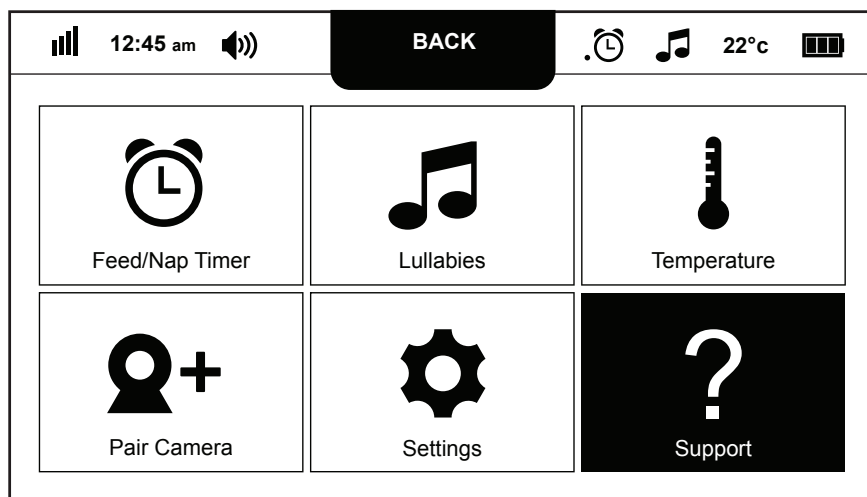 12:45 am BACK 22°c
Feed/Nap Timer Lullabies Temperature
Pair Camera Settings Support